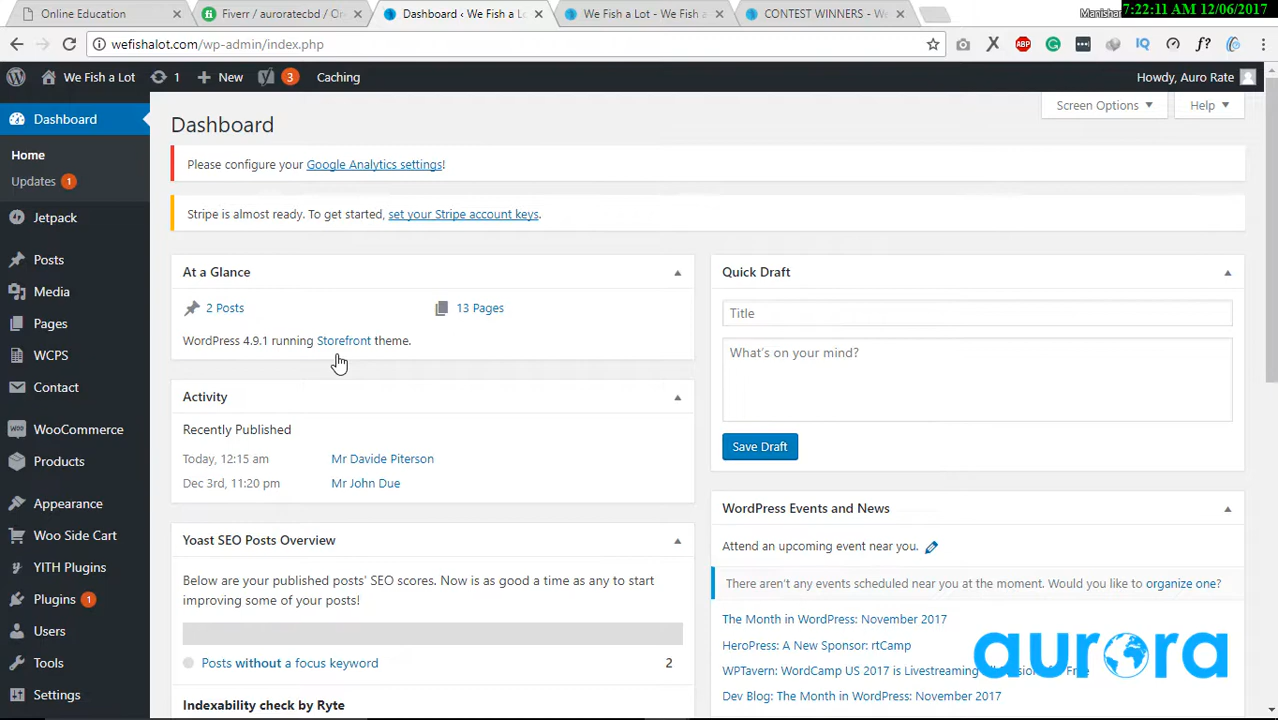 Online Education
Fiverr / auroratecbd / Or
Dashboard ‹ We Fish a Lo
We Fish a Lot - We Fish a
CONTEST WINNERS - We
7:22:11 AM 12/06/2017
wefishalot.com/wp-admin/index.php
We Fish a Lot
1
New
3
Caching
Howdy, Auro Rate
Screen Options
Help
Dashboard
Home
Updates 1
Jetpack
Posts
Media
Pages
WCPS
Contact
WooCommerce
Products
Appearance
Woo Side Cart
YITH Plugins
Plugins 1
Users
Tools
Settings
Dashboard
Please configure your Google Analytics settings!
Stripe is almost ready. To get started, set your Stripe account keys.
At a Glance
2 Posts
13 Pages
WordPress 4.9.1 running Storefront theme.
Activity
Recently Published
Today, 12:15 am Mr Davide Piterson
Dec 3rd, 11:20 pm Mr John Due
Yoast SEO Posts Overview
Below are your published posts' SEO scores. Now is as good a time as any to start
improving some of your posts!
Posts without a focus keyword 2
Indexability check by Ryte
Quick Draft
Title
What's on your mind?
Save Draft
WordPress Events and News
Attend an upcoming event near you.
There aren't any events scheduled near you at the moment. Would you like to organize one?
The Month in WordPress: November 2017
HeroPress: A New Sponsor: rtCamp
WPTavern: WordCamp US 2017 is Livestreaming
Dev Blog: The Month in WordPress: November 2017
aurora